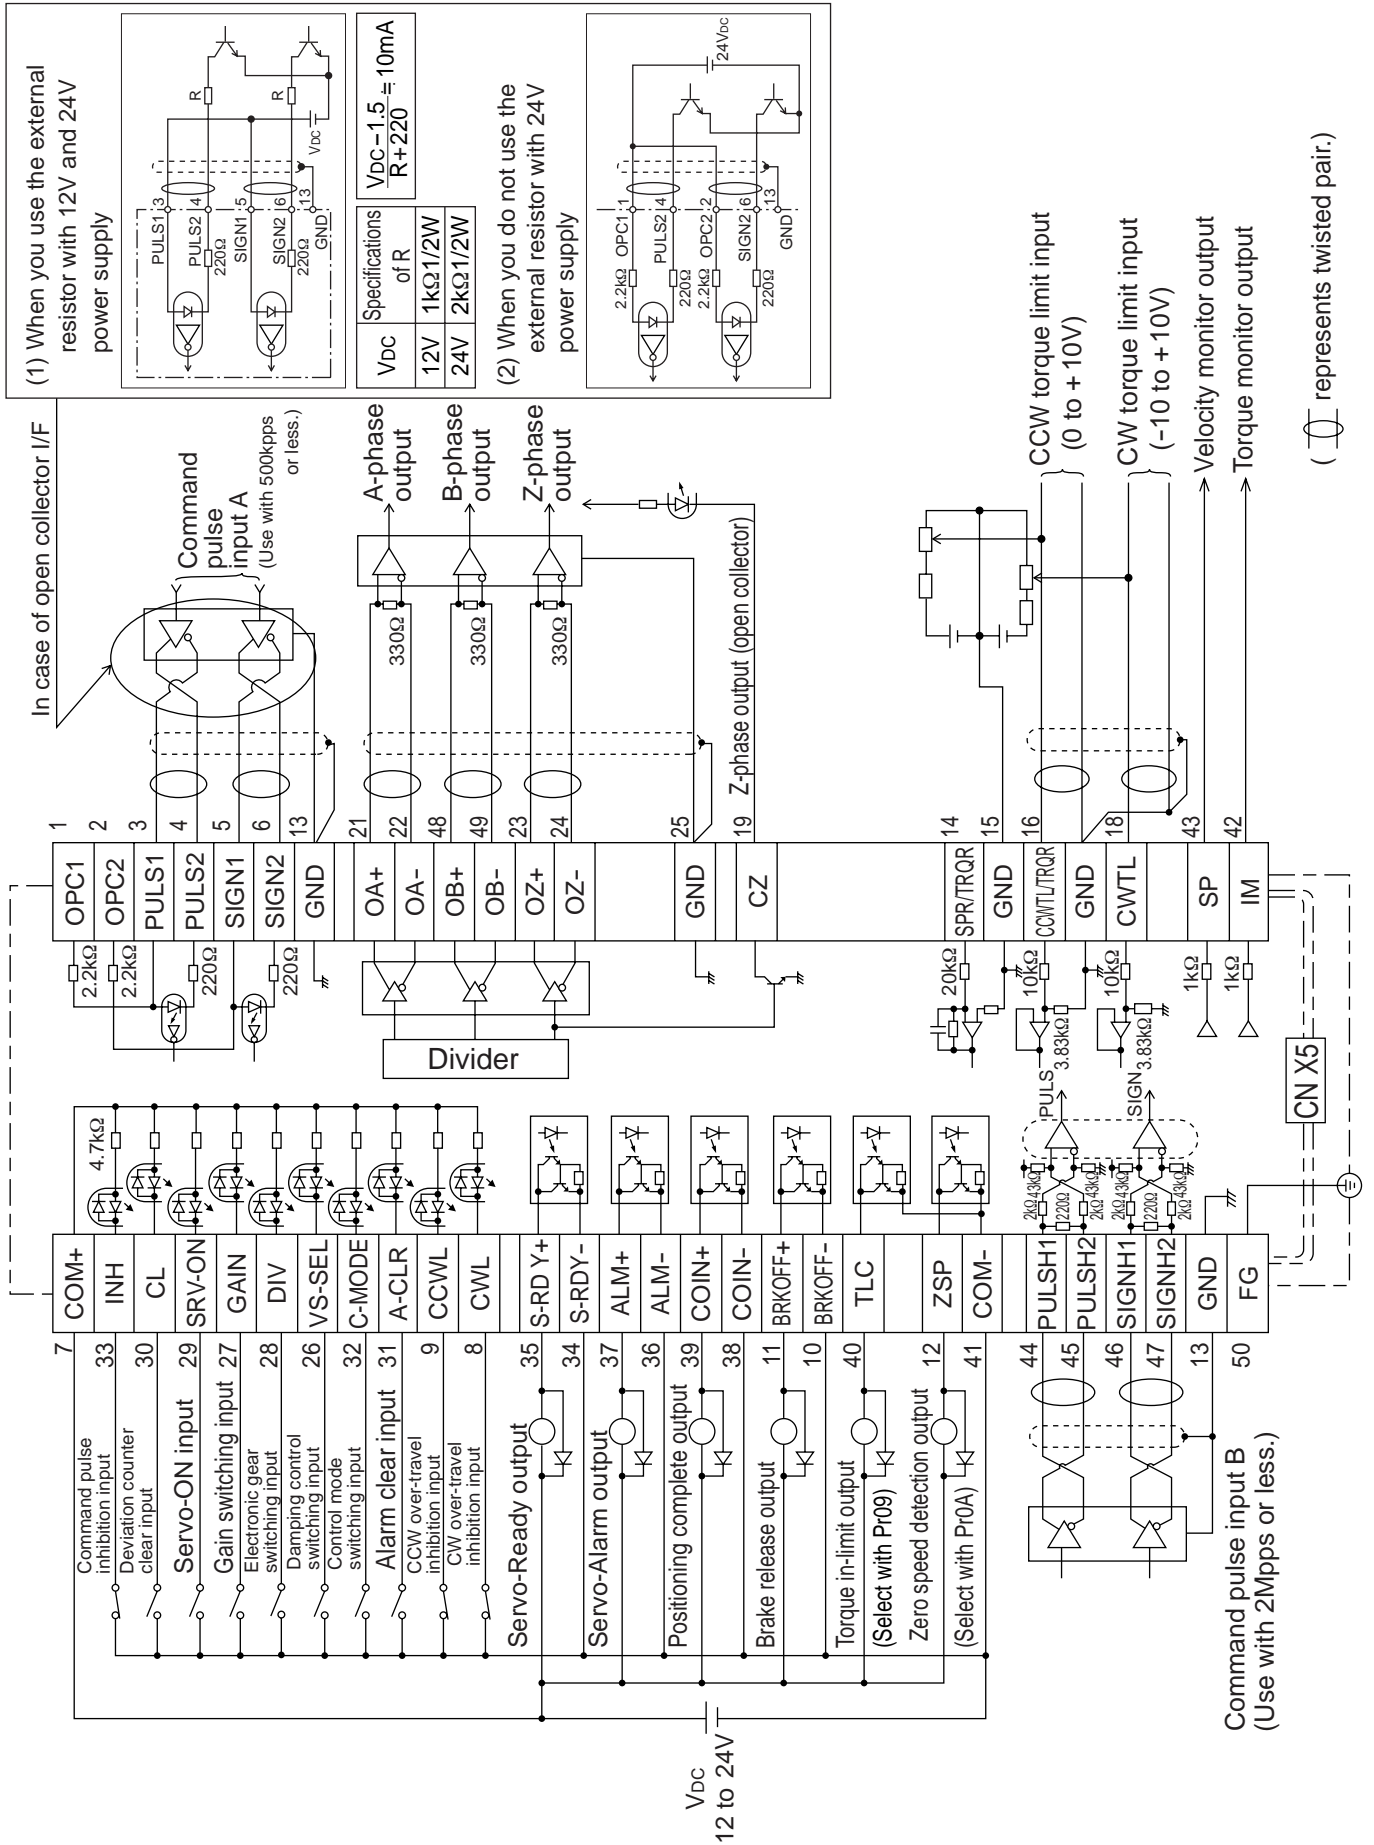 In case of open collector I/F
(1) When you use the external
resistor with 12V and 24V
power supply
PULS1 3
PULS2 4
220Ω
SIGN1 5
SIGN2 6
220Ω
GND 13
R
R
VDC
VDC
Specifications
of R
12V 1kΩ1/2W
24V 2kΩ1/2W
VDC−1.5
R+220
≒10mA
(2) When you do not use the
external resistor with 24V
power supply
2.2kΩ OPC1 1
220Ω PULS2 4
2.2kΩ OPC2 2
220Ω SIGN2 6
GND 13
24VDC
Command
pulse
input A
(Use with 500kpps
or less.)
A-phase
output
B-phase
output
Z-phase
output
330Ω
330Ω
330Ω
Z-phase output (open collector)
CCW torque limit input
(0 to +10V)
CW torque limit input
(−10 to +10V)
Velocity monitor output
Torque monitor output
( represents twisted pair.)
OPC1 1
OPC2 2
PULS1 3
PULS2 4
SIGN1 5
SIGN2 6
GND 13
OA+ 21
OA− 22
OB+ 48
OB− 49
OZ+ 23
OZ− 24
GND 25
CZ 19
SPR/TRQR 14
GND 15
CCWTL/TRQR 16
GND
CWTL 18
SP 43
IM 42
2.2kΩ
2.2kΩ
220Ω
220Ω
Divider
20kΩ
10kΩ
3.83kΩ
10kΩ
3.83kΩ
1kΩ
1kΩ
CN X5
4.7kΩ
PULS
SIGN
2kΩ 43kΩ
220Ω
2kΩ 43kΩ
2kΩ 43kΩ
220Ω
2kΩ 43kΩ
7 COM+
33 INH
30 CL
29 SRV-ON
27 GAIN
28 DIV
26 VS-SEL
32 C-MODE
31 A-CLR
9 CCWL
8 CWL
35 S-RDY+
34 S-RDY−
37 ALM+
36 ALM−
39 COIN+
38 COIN−
11 BRKOFF+
10 BRKOFF−
40 TLC
12 ZSP
41 COM−
44 PULSH1
45 PULSH2
46 SIGNH1
47 SIGNH2
13 GND
50 FG
Command pulse
inhibition input
Deviation counter
clear input
Servo-ON input
Gain switching input
Electronic gear
switching input
Damping control
switching input
Control mode
switching input
Alarm clear input
CCW over-travel
inhibition input
CW over-travel
inhibition input
Servo-Ready output
Servo-Alarm output
Positioning complete output
Brake release output
Torque in-limit output
(Select with Pr09)
Zero speed detection output
(Select with Pr0A)
Command pulse input B
(Use with 2Mpps or less.)
VDC
12 to 24V